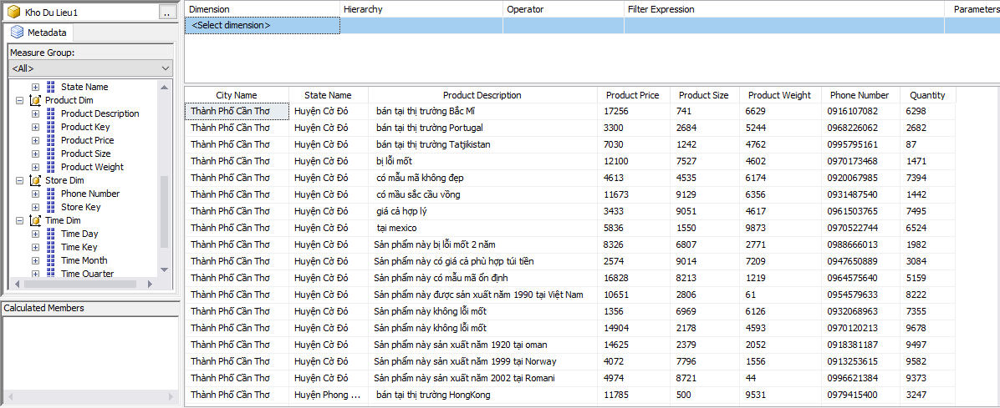 Kho Du Lieu1
..
Metadata
Measure Group:
<All>
State Name
Product Dim
Product Description
Product Key
Product Price
Product Size
Product Weight
Store Dim
Phone Number
Store Key
Time Dim
Time Day
Time Key
Time Month
Time Quarter
Calculated Members
Dimension Hierarchy Operator Filter Expression Parameters
<Select dimension>
City Name State Name Product Description Product Price Product Size Product Weight Phone Number Quantity
Thành Phố Cần Thơ Huyện Cờ Đỏ bán tại thị trường Bắc Mĩ 17256 741 6629 0916107082 6298
Thành Phố Cần Thơ Huyện Cờ Đỏ bán tại thị trường Portugal 3300 2684 5244 0968226062 2682
Thành Phố Cần Thơ Huyện Cờ Đỏ bán tại thị trường Tatjikistan 7030 1242 4762 0995795161 87
Thành Phố Cần Thơ Huyện Cờ Đỏ bị lỗi mốt 12100 7527 4602 0970173468 1471
Thành Phố Cần Thơ Huyện Cờ Đỏ có mẫu mã không đẹp 4613 4535 6174 0920067985 7394
Thành Phố Cần Thơ Huyện Cờ Đỏ có mầu sắc cầu vồng 11673 9129 6356 0931487540 1442
Thành Phố Cần Thơ Huyện Cờ Đỏ giá cả hợp lý 3433 9051 4617 0961503765 7495
Thành Phố Cần Thơ Huyện Cờ Đỏ tại mexico 5836 1550 9873 0970522744 6524
Thành Phố Cần Thơ Huyện Cờ Đỏ Sản phẩm này bị lỗi mốt 2 năm 8326 6807 2771 0988666013 1982
Thành Phố Cần Thơ Huyện Cờ Đỏ Sản phẩm này có giá cả phù hợp túi tiền 2574 9014 7209 0947650889 3084
Thành Phố Cần Thơ Huyện Cờ Đỏ Sản phẩm này có mẫu mã ổn định 16828 8213 1219 0964575640 5159
Thành Phố Cần Thơ Huyện Cờ Đỏ Sản phẩm này được sản xuất năm 1990 tại Việt Nam 10651 2806 61 0954579633 8222
Thành Phố Cần Thơ Huyện Cờ Đỏ Sản phẩm này không lỗi mốt 1356 6969 6126 0932068963 7355
Thành Phố Cần Thơ Huyện Cờ Đỏ Sản phẩm này không lỗi mốt 14904 2178 4593 0970120213 9678
Thành Phố Cần Thơ Huyện Cờ Đỏ Sản phẩm này sản xuất năm 1920 tại oman 14625 2379 2052 0918381187 9497
Thành Phố Cần Thơ Huyện Cờ Đỏ Sản phẩm này sản xuất năm 1999 tại Norway 4072 7796 1556 0913253615 9582
Thành Phố Cần Thơ Huyện Cờ Đỏ Sản phẩm này sản xuất năm 2002 tại Romani 4974 8721 44 0996621384 9373
Thành Phố Cần Thơ Huyện Phong ... bán tại thị trường HongKong 11785 500 9531 0979415400 3247